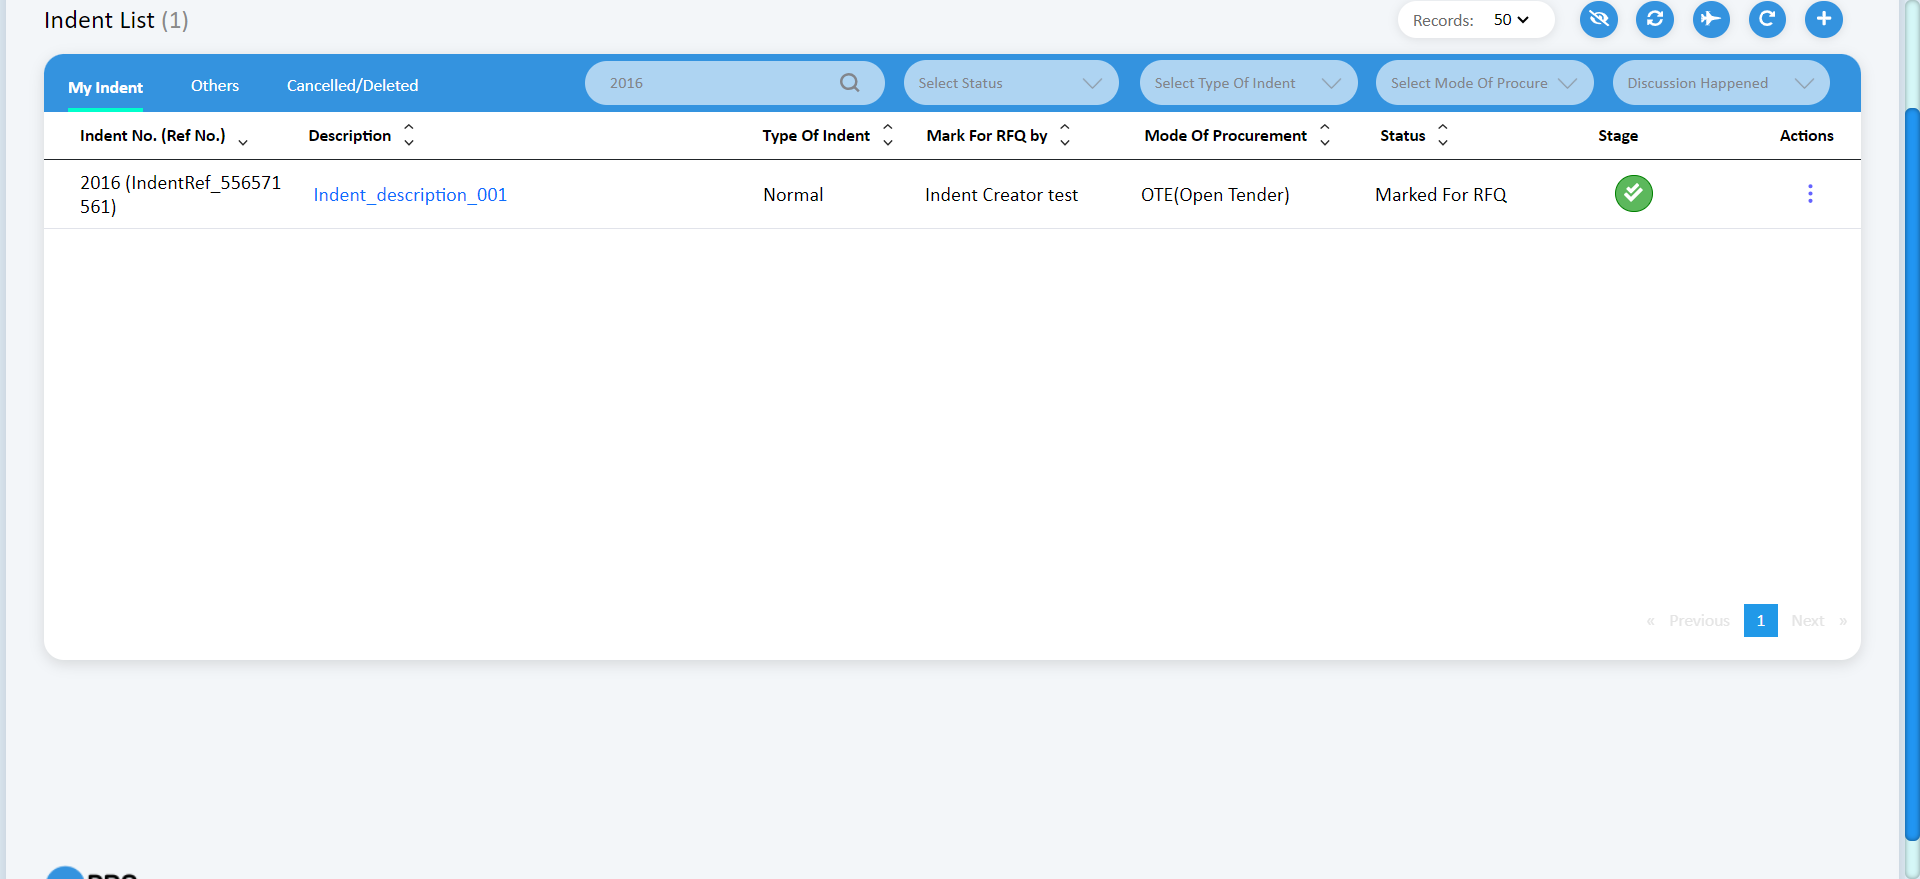 Indent List (1)
Records: 50
My Indent Others Cancelled/Deleted 2016 Select Status Select Type Of Indent Select Mode Of Procure Discussion Happened
Indent No. (Ref No.) Description Type Of Indent Mark For RFQ by Mode Of Procurement Status Stage Actions
2016 (IndentRef_556571
561) Indent_description_001 Normal Indent Creator test OTE(Open Tender) Marked For RFQ
« Previous 1 Next »